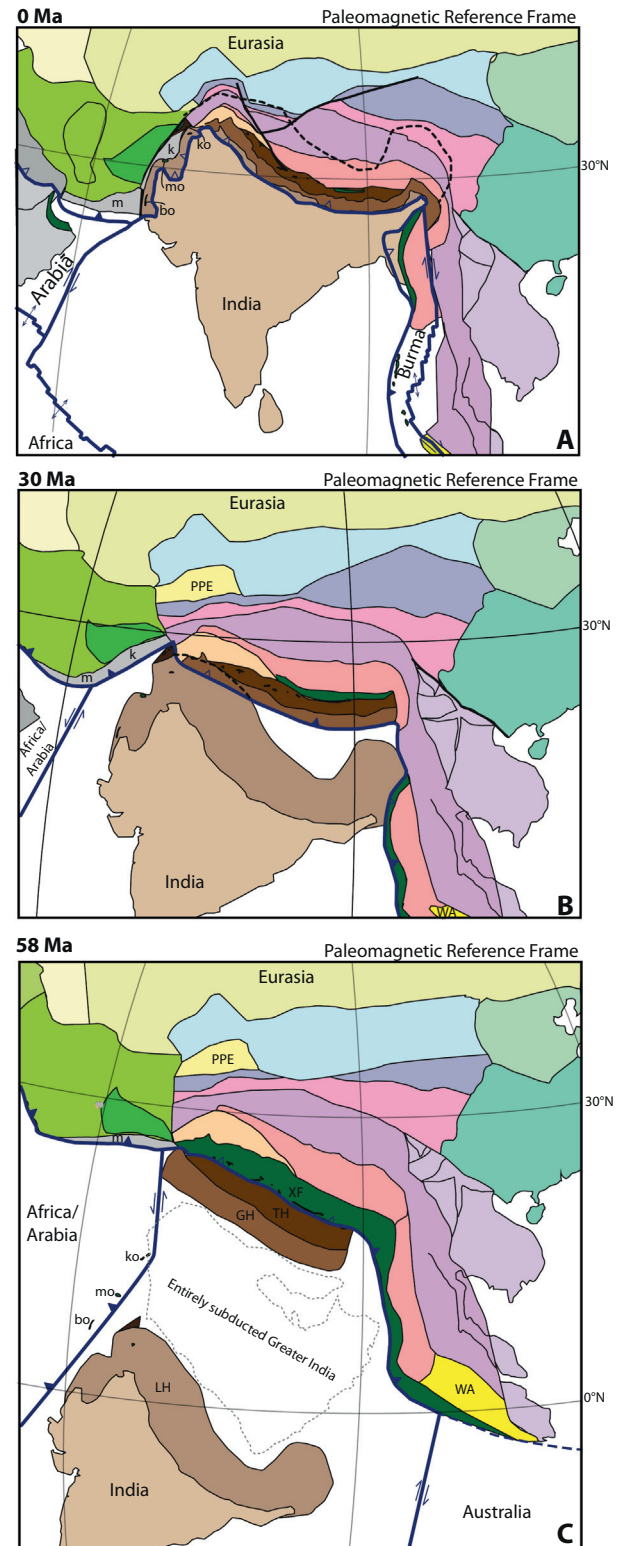 0 Ma
Paleomagnetic Reference Frame
Eurasia
ko
k
30°N
mo
m
bo
Arabia
India
Burma
Africa
A
30 Ma
Paleomagnetic Reference Frame
Eurasia
PPE
30°N
k
m
Africa/
Arabia
India
WA
B
58 Ma
Paleomagnetic Reference Frame
Eurasia
PPE
30°N
m
XF
Africa/
Arabia
GH
TH
ko
Entirely subducted Greater India
mo
bo
LH
WA
0°N
India
Australia
C